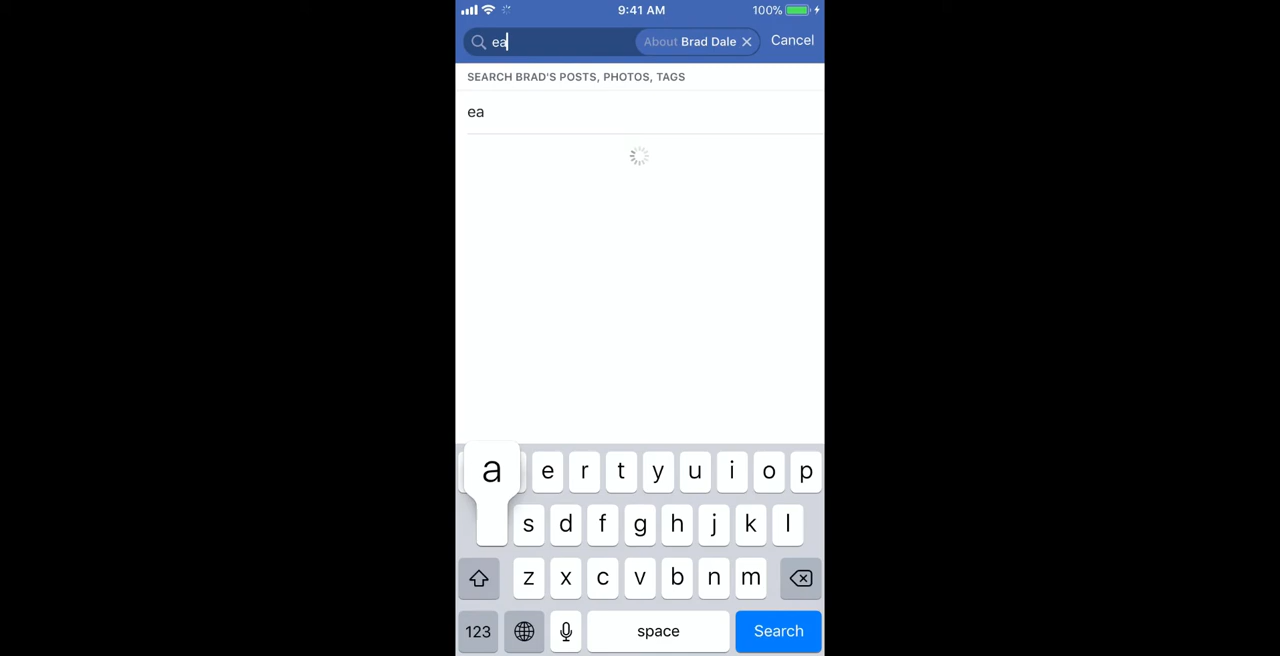 9:41 AM 100%
ea About Brad Dale Cancel
SEARCH BRAD'S POSTS, PHOTOS, TAGS
ea
a e r t y u i o p
s d f g h j k l
z x c v b n m
123 space Search